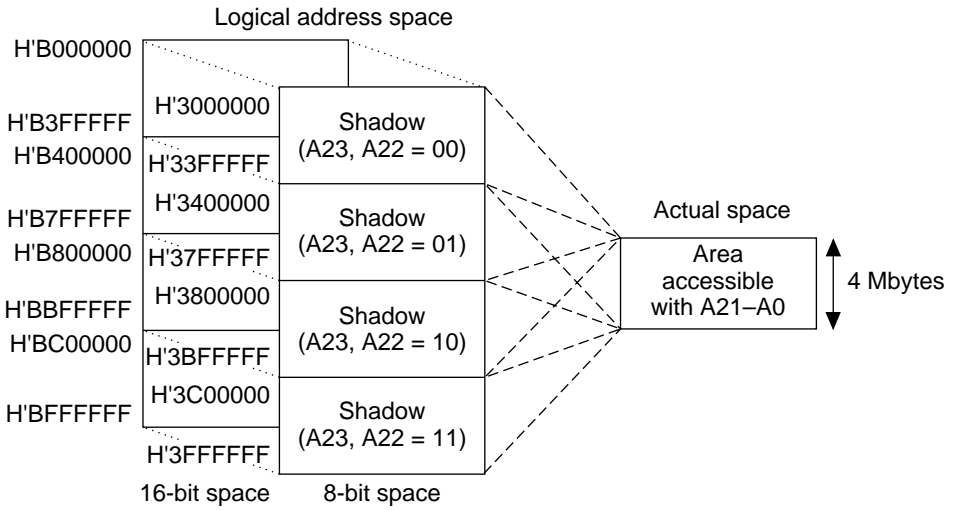 Logical address space
H'B000000
H'3000000
H'B3FFFFF
H'B400000
H'33FFFFF
H'3400000
H'B7FFFFF
H'B800000
H'37FFFFF
H'3800000
H'BBFFFFF
H'BC00000
H'3BFFFFF
H'3C00000
H'BFFFFFF
H'3FFFFFF
Shadow
(A23, A22 = 00)
Shadow
(A23, A22 = 01)
Shadow
(A23, A22 = 10)
Shadow
(A23, A22 = 11)
16-bit space
8-bit space
Actual space
Area
accessible
with A21–A0
4 Mbytes